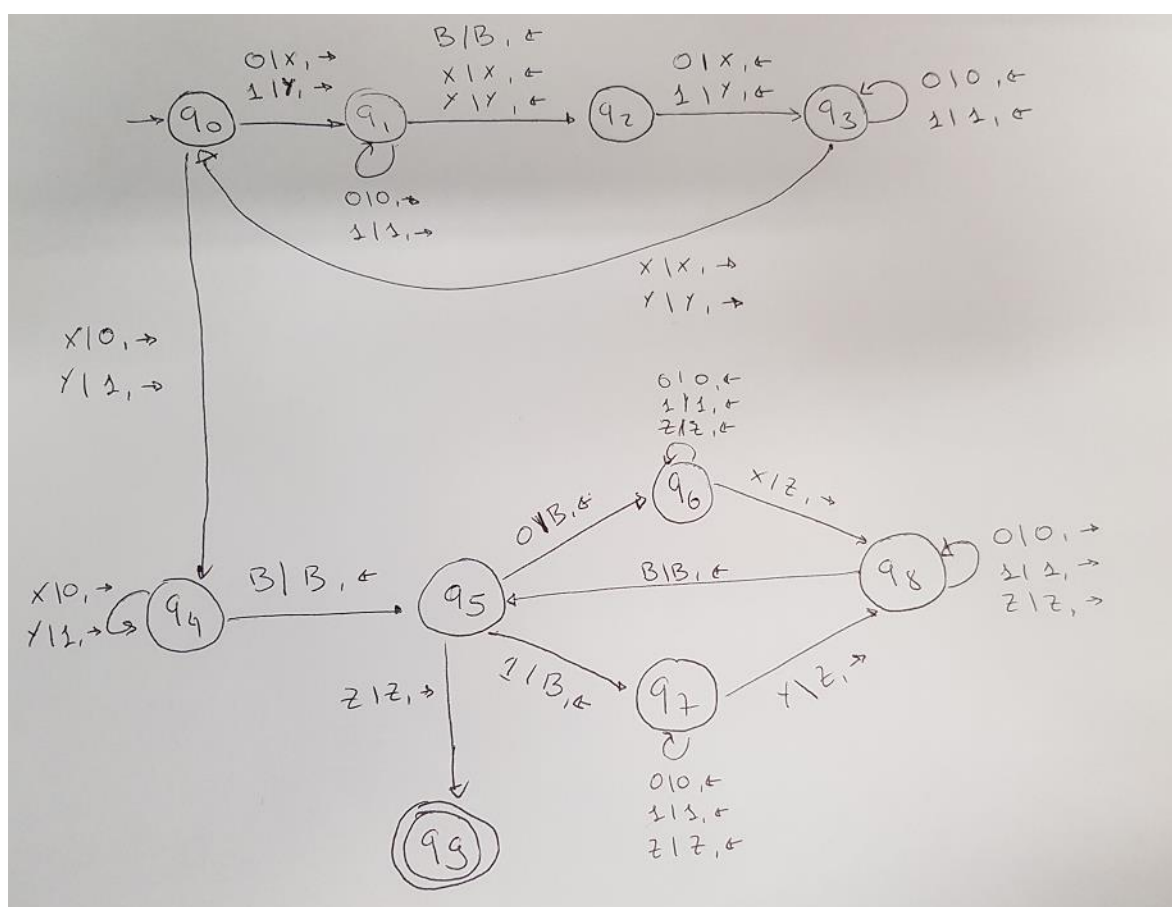 B|B, ←
0|X, →
X|X, ←
0|X, ←
1|Y, →
Y|Y, ←
1|Y, ←
0|0, ←
1|1, ←
q0
q1
q2
q3
0|0, →
1|1, →
X|X, →
Y|Y, →
X|0, →
Y|1, →
0|0, ←
1|1, ←
Z|Z, ←
q6
X|Z, →
0|B, ←
0|0, →
1|1, →
Z|Z, →
B|B, ←
X|0, →
Y|1, →
q4
B|B, ←
q5
q8
1|B, ←
q7
Y|Z, →
Z|Z, →
0|0, ←
1|1, ←
Z|Z, ←
q9